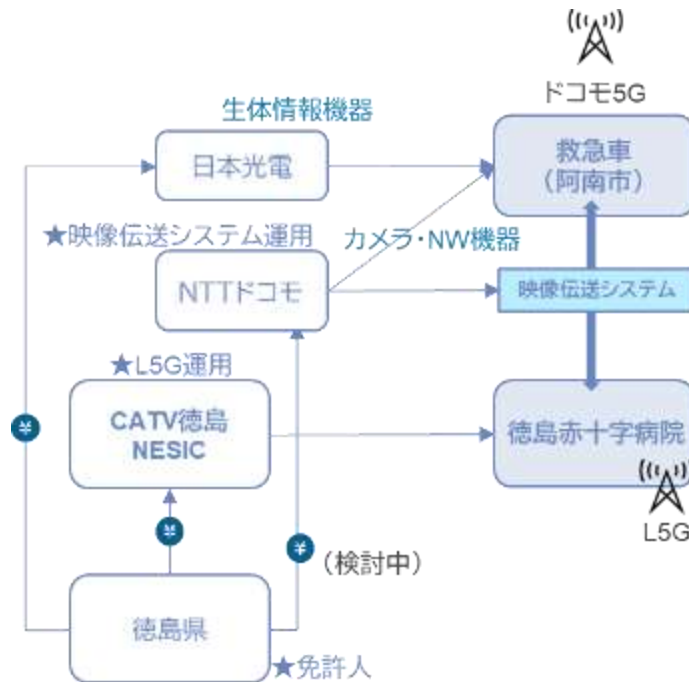 ドコモ5G
生体情報機器
日本光電
救急車
（阿南市）
★映像伝送システム運用
カメラ・NW機器
NTTドコモ
映像伝送システム
★L5G運用
CATV徳島
NESIC
徳島赤十字病院
L5G
¥
¥
¥
（検討中）
徳島県
★免許人